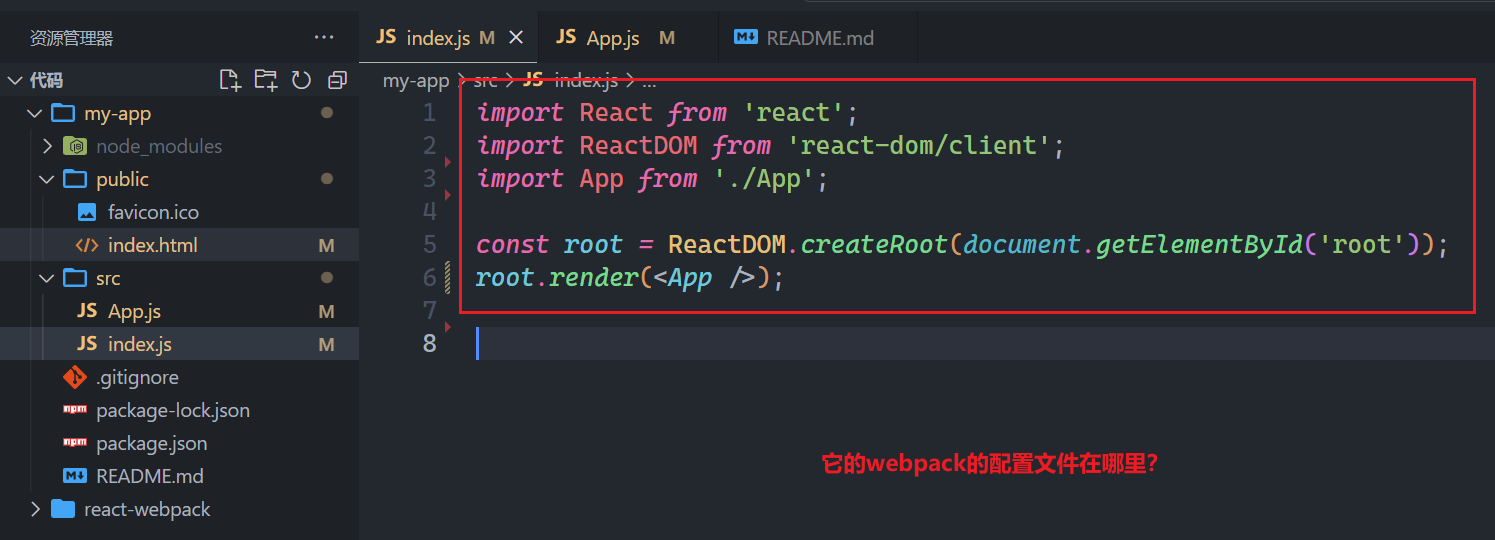 资源管理器 ···
JS index.js M × JS App.js M README.md
代码
my-app > src > JS index.js > ...
my-app
node_modules
public
favicon.ico
</> index.html M
src
JS App.js M
JS index.js M
.gitignore
npm package-lock.json
npm package.json
README.md
react-webpack
1 import React from 'react';
2 import ReactDOM from 'react-dom/client';
3 import App from './App';
4
5 const root = ReactDOM.createRoot(document.getElementById('root'));
6 root.render(<App />);
7
8
它的webpack的配置文件在哪里？